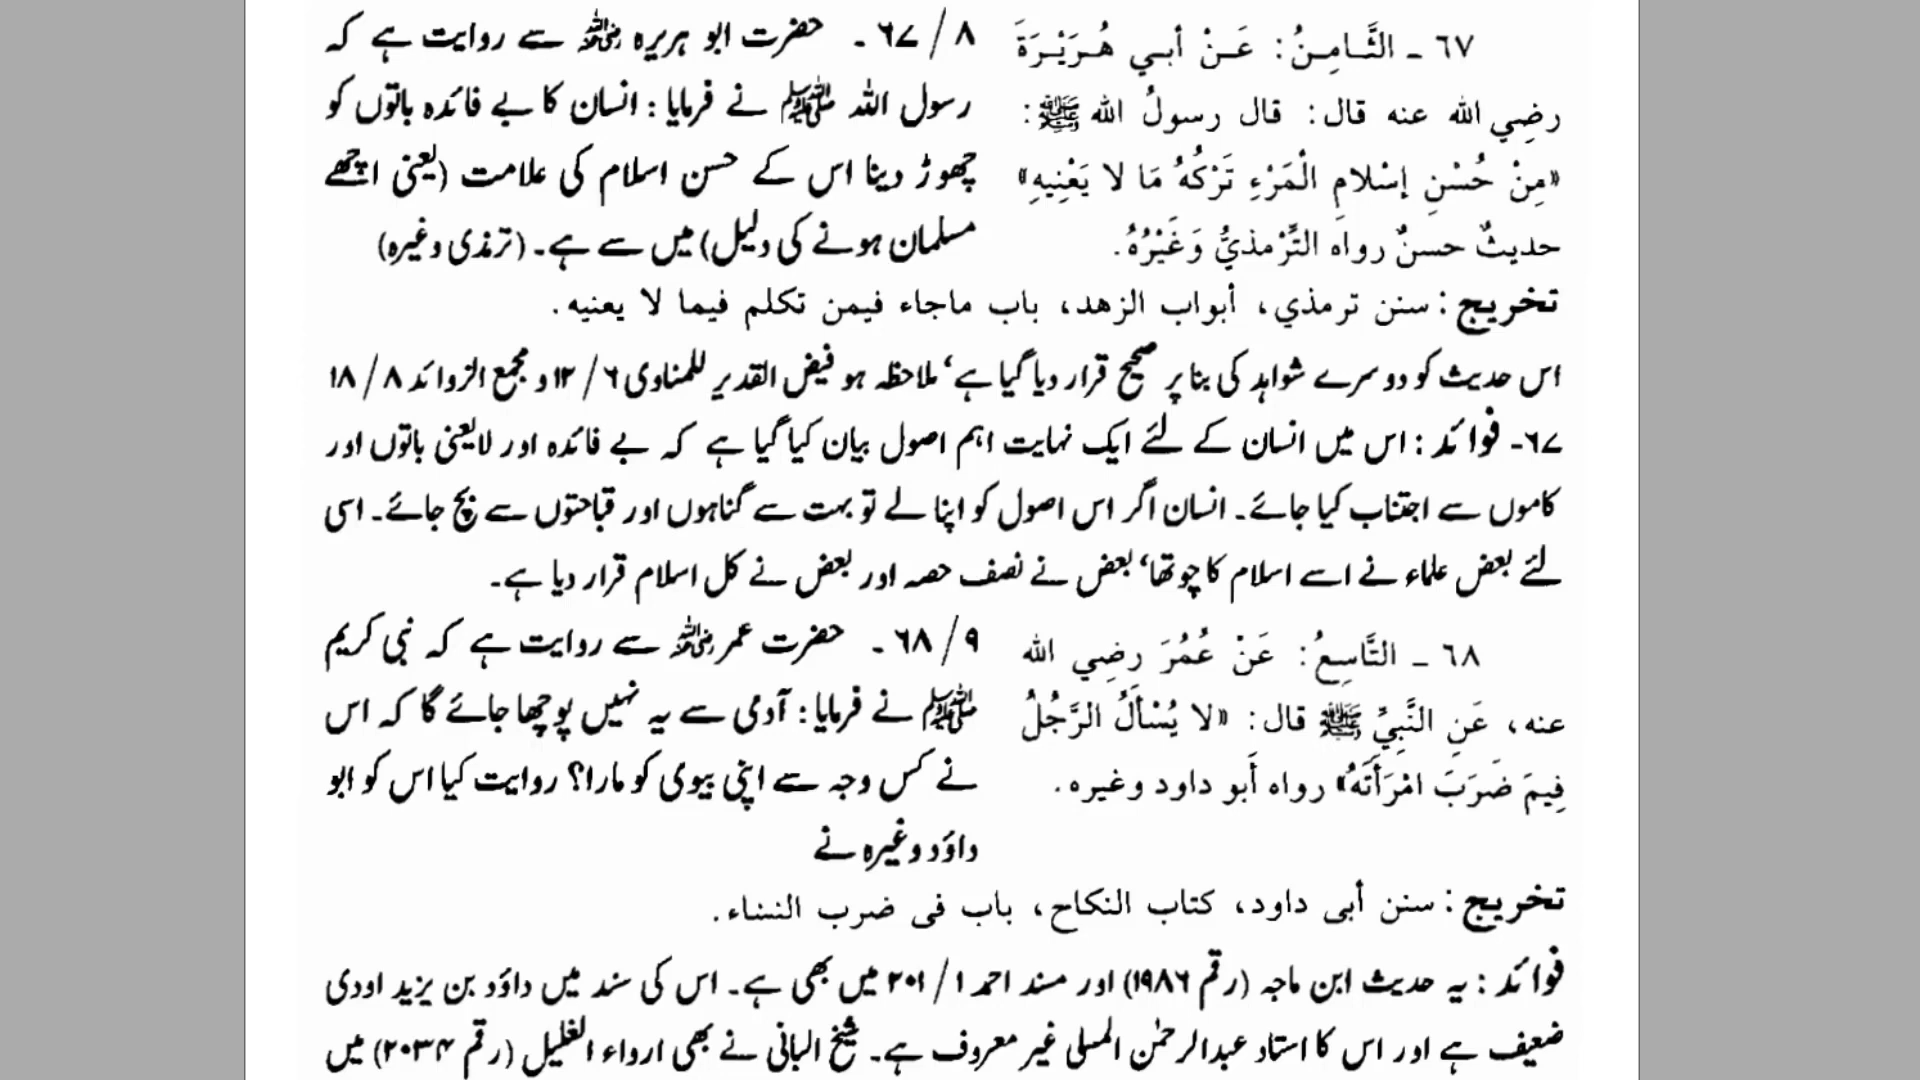 ٦٧ ـ الثَّـامِـنُ: عَـنْ أبـي هُـرَيْـرَةَ
رضِي الله عنه قال: قال رسولُ الله ﷺ:
«مِنْ حُسْنِ إسْلامِ الْمَرْءِ تَرْكُهُ مَا لا يَعْنِيهِ»
حديثٌ حسنٌ رواه التِّرْمذيُّ وَغَيْرُهُ.
٨ / ٦٧ ۔ حضرت ابو ہریرہ رضی اللہ عنہ سے روایت ہے کہ
رسول اللہ ﷺ نے فرمایا : انسان کا بے فائدہ باتوں کو
چھوڑ دینا اس کے حسن اسلام کی علامت (یعنی اچھے
مسلمان ہونے کی دلیل) میں سے ہے۔ (ترمذی وغیرہ)
تخریج : سنن ترمذي، أبواب الزهد، باب ماجاء فيمن تكلم فيما لا يعنيه.
اس حدیث کو دوسرے شواہد کی بنا پر صحیح قرار دیا گیا ہے‘ ملاحظہ ہو فیض القدیر للمناوی ٦ / ١٢ و مجمع الزوائد ٨ / ١٨
٦٧۔ فوائد : اس میں انسان کے لئے ایک نہایت اہم اصول بیان کیا گیا ہے کہ بے فائدہ اور لایعنی باتوں اور
کاموں سے اجتناب کیا جائے۔ انسان اگر اس اصول کو اپنا لے تو بہت سے گناہوں اور قباحتوں سے بچ جائے۔ اسی
لئے بعض علماء نے اسے اسلام کا چوتھا‘ بعض نے نصف حصہ اور بعض نے کل اسلام قرار دیا ہے۔
٦٨ ـ التَّاسِعُ: عَنْ عُمُرَ رضِي الله
عنه، عَنِ النَّبِيِّ ﷺ قال: «لا يُسْألُ الرَّجُلُ
فِيمَ ضَرَبَ امْرَأَتَهُ» رواه أبو داود وغيره.
٩ / ٦٨ ۔ حضرت عمر رضی اللہ عنہ سے روایت ہے کہ نبی کریم
ﷺ نے فرمایا : آدمی سے یہ نہیں پوچھا جائے گا کہ اس
نے کس وجہ سے اپنی بیوی کو مارا؟ روایت کیا اس کو ابو
داؤد وغیرہ نے
تخریج : سنن أبى داود، كتاب النكاح، باب فى ضرب النساء.
فوائد : یہ حدیث ابن ماجہ (رقم ١٩٨٦) اور مسند احمد ١ / ٢٠١ میں بھی ہے۔ اس کی سند میں داؤد بن یزید اودی
ضعیف ہے اور اس کا استاد عبدالرحمٰن المسلی غیر معروف ہے۔ شیخ البانی نے بھی ارواء الغلیل (رقم ٢٠٣٤) میں